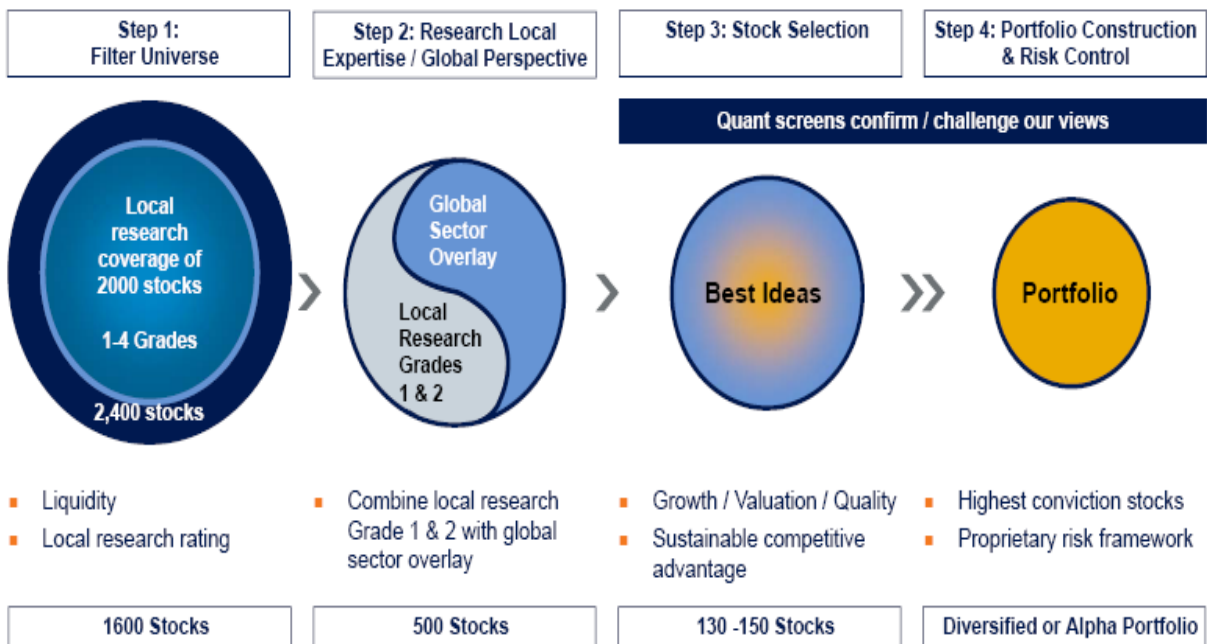 Step 1:
Filter Universe
Step 2: Research Local
Expertise / Global Perspective
Step 3: Stock Selection
Step 4: Portfolio Construction
& Risk Control
Quant screens confirm / challenge our views
Local
research
coverage of
2000 stocks
1-4 Grades
2,400 stocks
Global
Sector
Overlay
Local
Research
Grades
1 & 2
Best Ideas
Portfolio
Liquidity
Local research rating
Combine local research
Grade 1 & 2 with global
sector overlay
Growth / Valuation / Quality
Sustainable competitive
advantage
Highest conviction stocks
Proprietary risk framework
1600 Stocks
500 Stocks
130 -150 Stocks
Diversified or Alpha Portfolio